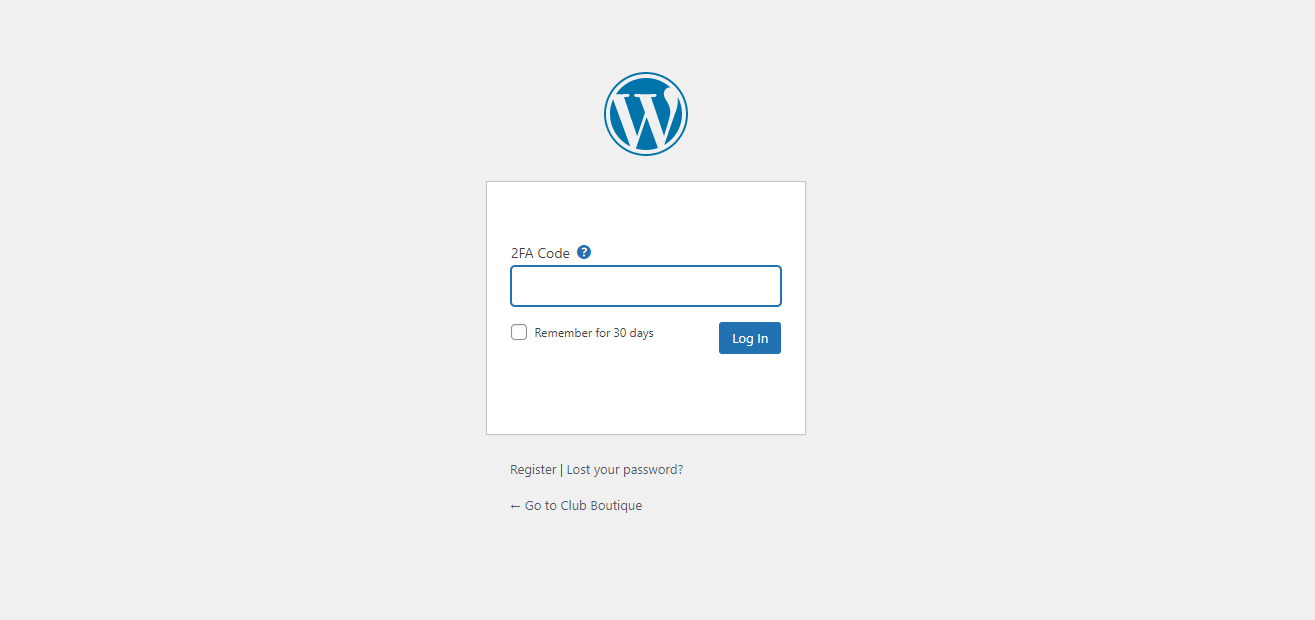 2FA Code ?
Remember for 30 days
Log In
Register | Lost your password?
← Go to Club Boutique